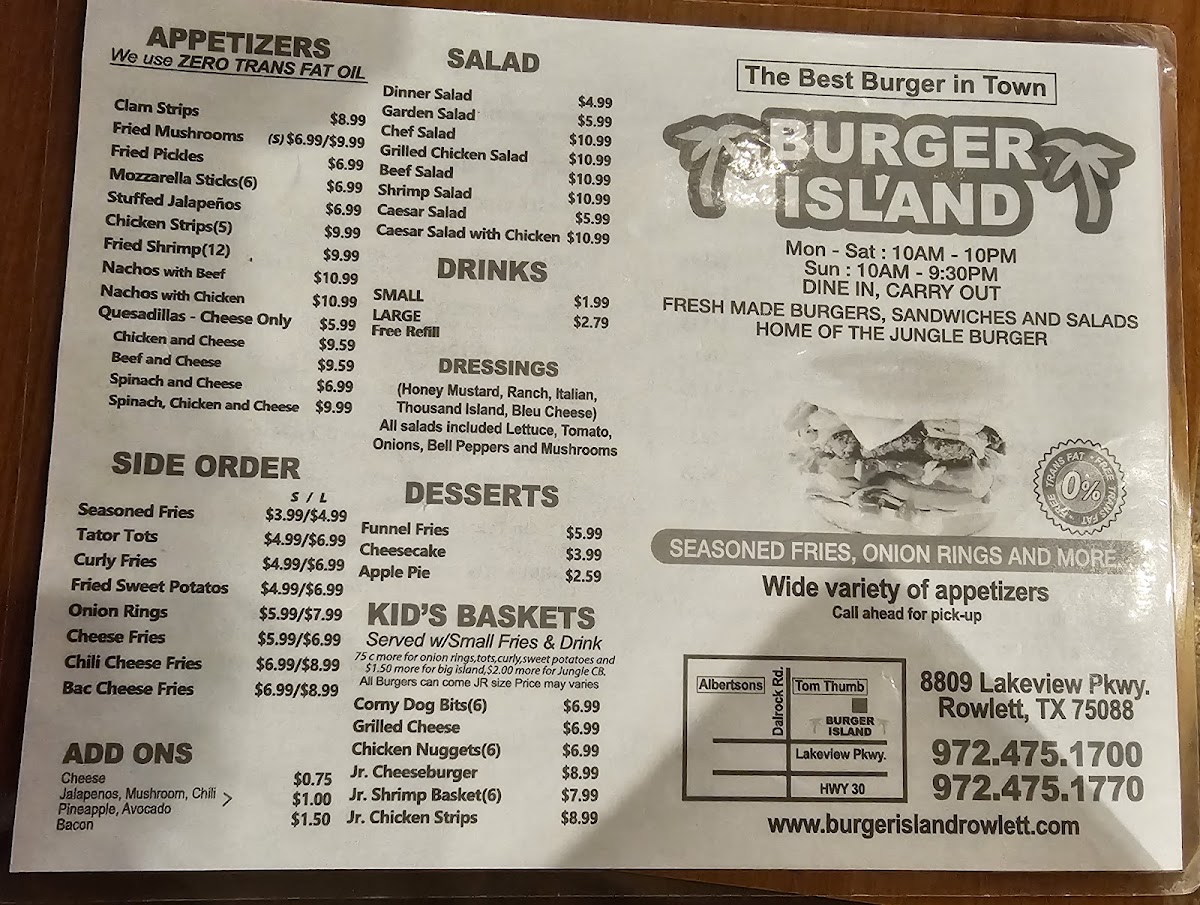 APPETIZERS
We use ZERO TRANS FAT OIL
Clam Strips $8.99
Fried Mushrooms (S) $6.99/$9.99
Fried Pickles $6.99
Mozzarella Sticks(6) $6.99
Stuffed Jalapeños $6.99
Chicken Strips(5) $9.99
Fried Shrimp(12) $9.99
Nachos with Beef $10.99
Nachos with Chicken $10.99
Quesadillas - Cheese Only $5.99
Chicken and Cheese $9.59
Beef and Cheese $9.59
Spinach and Cheese $6.99
Spinach, Chicken and Cheese $9.99
SIDE ORDER
S / L
Seasoned Fries $3.99/$4.99
Tator Tots $4.99/$6.99
Curly Fries $4.99/$6.99
Fried Sweet Potatos $4.99/$6.99
Onion Rings $5.99/$7.99
Cheese Fries $5.99/$6.99
Chili Cheese Fries $6.99/$8.99
Bac Cheese Fries $6.99/$8.99
ADD ONS
Cheese $0.75
Jalapenos, Mushroom, Chili > $1.00
Pineapple, Avocado
Bacon $1.50
SALAD
Dinner Salad $4.99
Garden Salad $5.99
Chef Salad $10.99
Grilled Chicken Salad $10.99
Beef Salad $10.99
Shrimp Salad $10.99
Caesar Salad $5.99
Caesar Salad with Chicken $10.99
DRINKS
SMALL $1.99
LARGE $2.79
Free Refill
DRESSINGS
(Honey Mustard, Ranch, Italian,
Thousand Island, Bleu Cheese)
All salads included Lettuce, Tomato,
Onions, Bell Peppers and Mushrooms
DESSERTS
Funnel Fries $5.99
Cheesecake $3.99
Apple Pie $2.59
KID'S BASKETS
Served w/Small Fries & Drink
75 c more for onion rings,tots,curly,sweet potatoes and
$1.50 more for big island,$2.00 more for Jungle CB.
All Burgers can come JR size Price may varies
Corny Dog Bits(6) $6.99
Grilled Cheese $6.99
Chicken Nuggets(6) $6.99
Jr. Cheeseburger $8.99
Jr. Shrimp Basket(6) $7.99
Jr. Chicken Strips $8.99
The Best Burger in Town
BURGER
ISLAND
Mon - Sat : 10AM - 10PM
Sun : 10AM - 9:30PM
DINE IN, CARRY OUT
FRESH MADE BURGERS, SANDWICHES AND SALADS
HOME OF THE JUNGLE BURGER
FREE TRANS FAT • FREE TRANS FAT •
0%
SEASONED FRIES, ONION RINGS AND MORE...
Wide variety of appetizers
Call ahead for pick-up
Albertsons
Dalrock Rd.
Tom Thumb
BURGER
ISLAND
Lakeview Pkwy.
HWY 30
8809 Lakeview Pkwy.
Rowlett, TX 75088
972.475.1700
972.475.1770
www.burgerislandrowlett.com